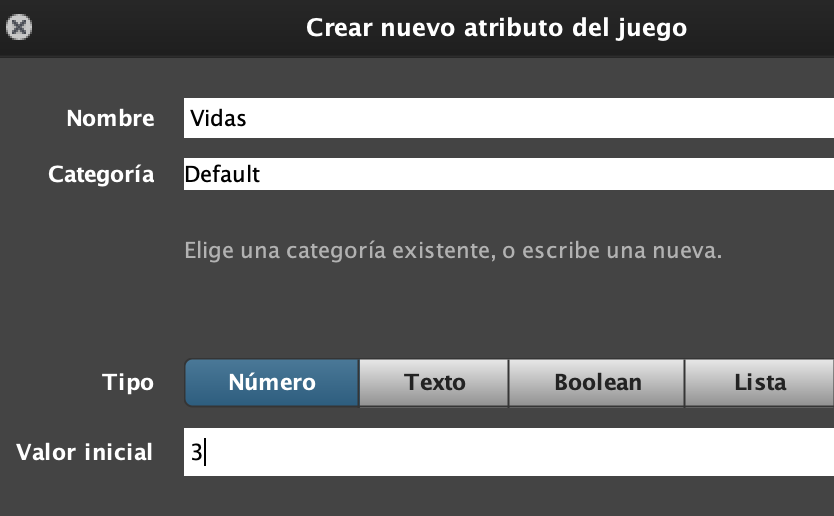 Crear nuevo atributo del juego
Nombre Vidas
Categoría Default
Elige una categoría existente, o escribe una nueva.
Tipo Número Texto Boolean Lista
Valor inicial 3